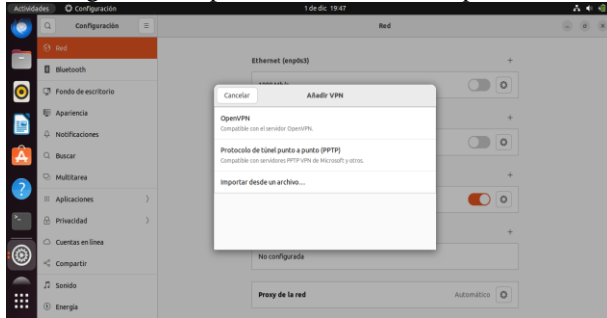 Actividades
Configuración
1 de dic 19:47
Configuración
Red
Red
Bluetooth
Fondo de escritorio
Apariencia
Notificaciones
Buscar
Multitarea
Aplicaciones
Privacidad
Cuentas en línea
Compartir
Sonido
Energía
Ethernet (enp0s3)
Cancelar
Añadir VPN
OpenVPN
Compatible con el servidor OpenVPN.
Protocolo de túnel punto a punto (PPTP)
Compatible con servidores PPTP VPN de Microsoft y otros.
Importar desde un archivo...
No configurada
Proxy de la red
Automático